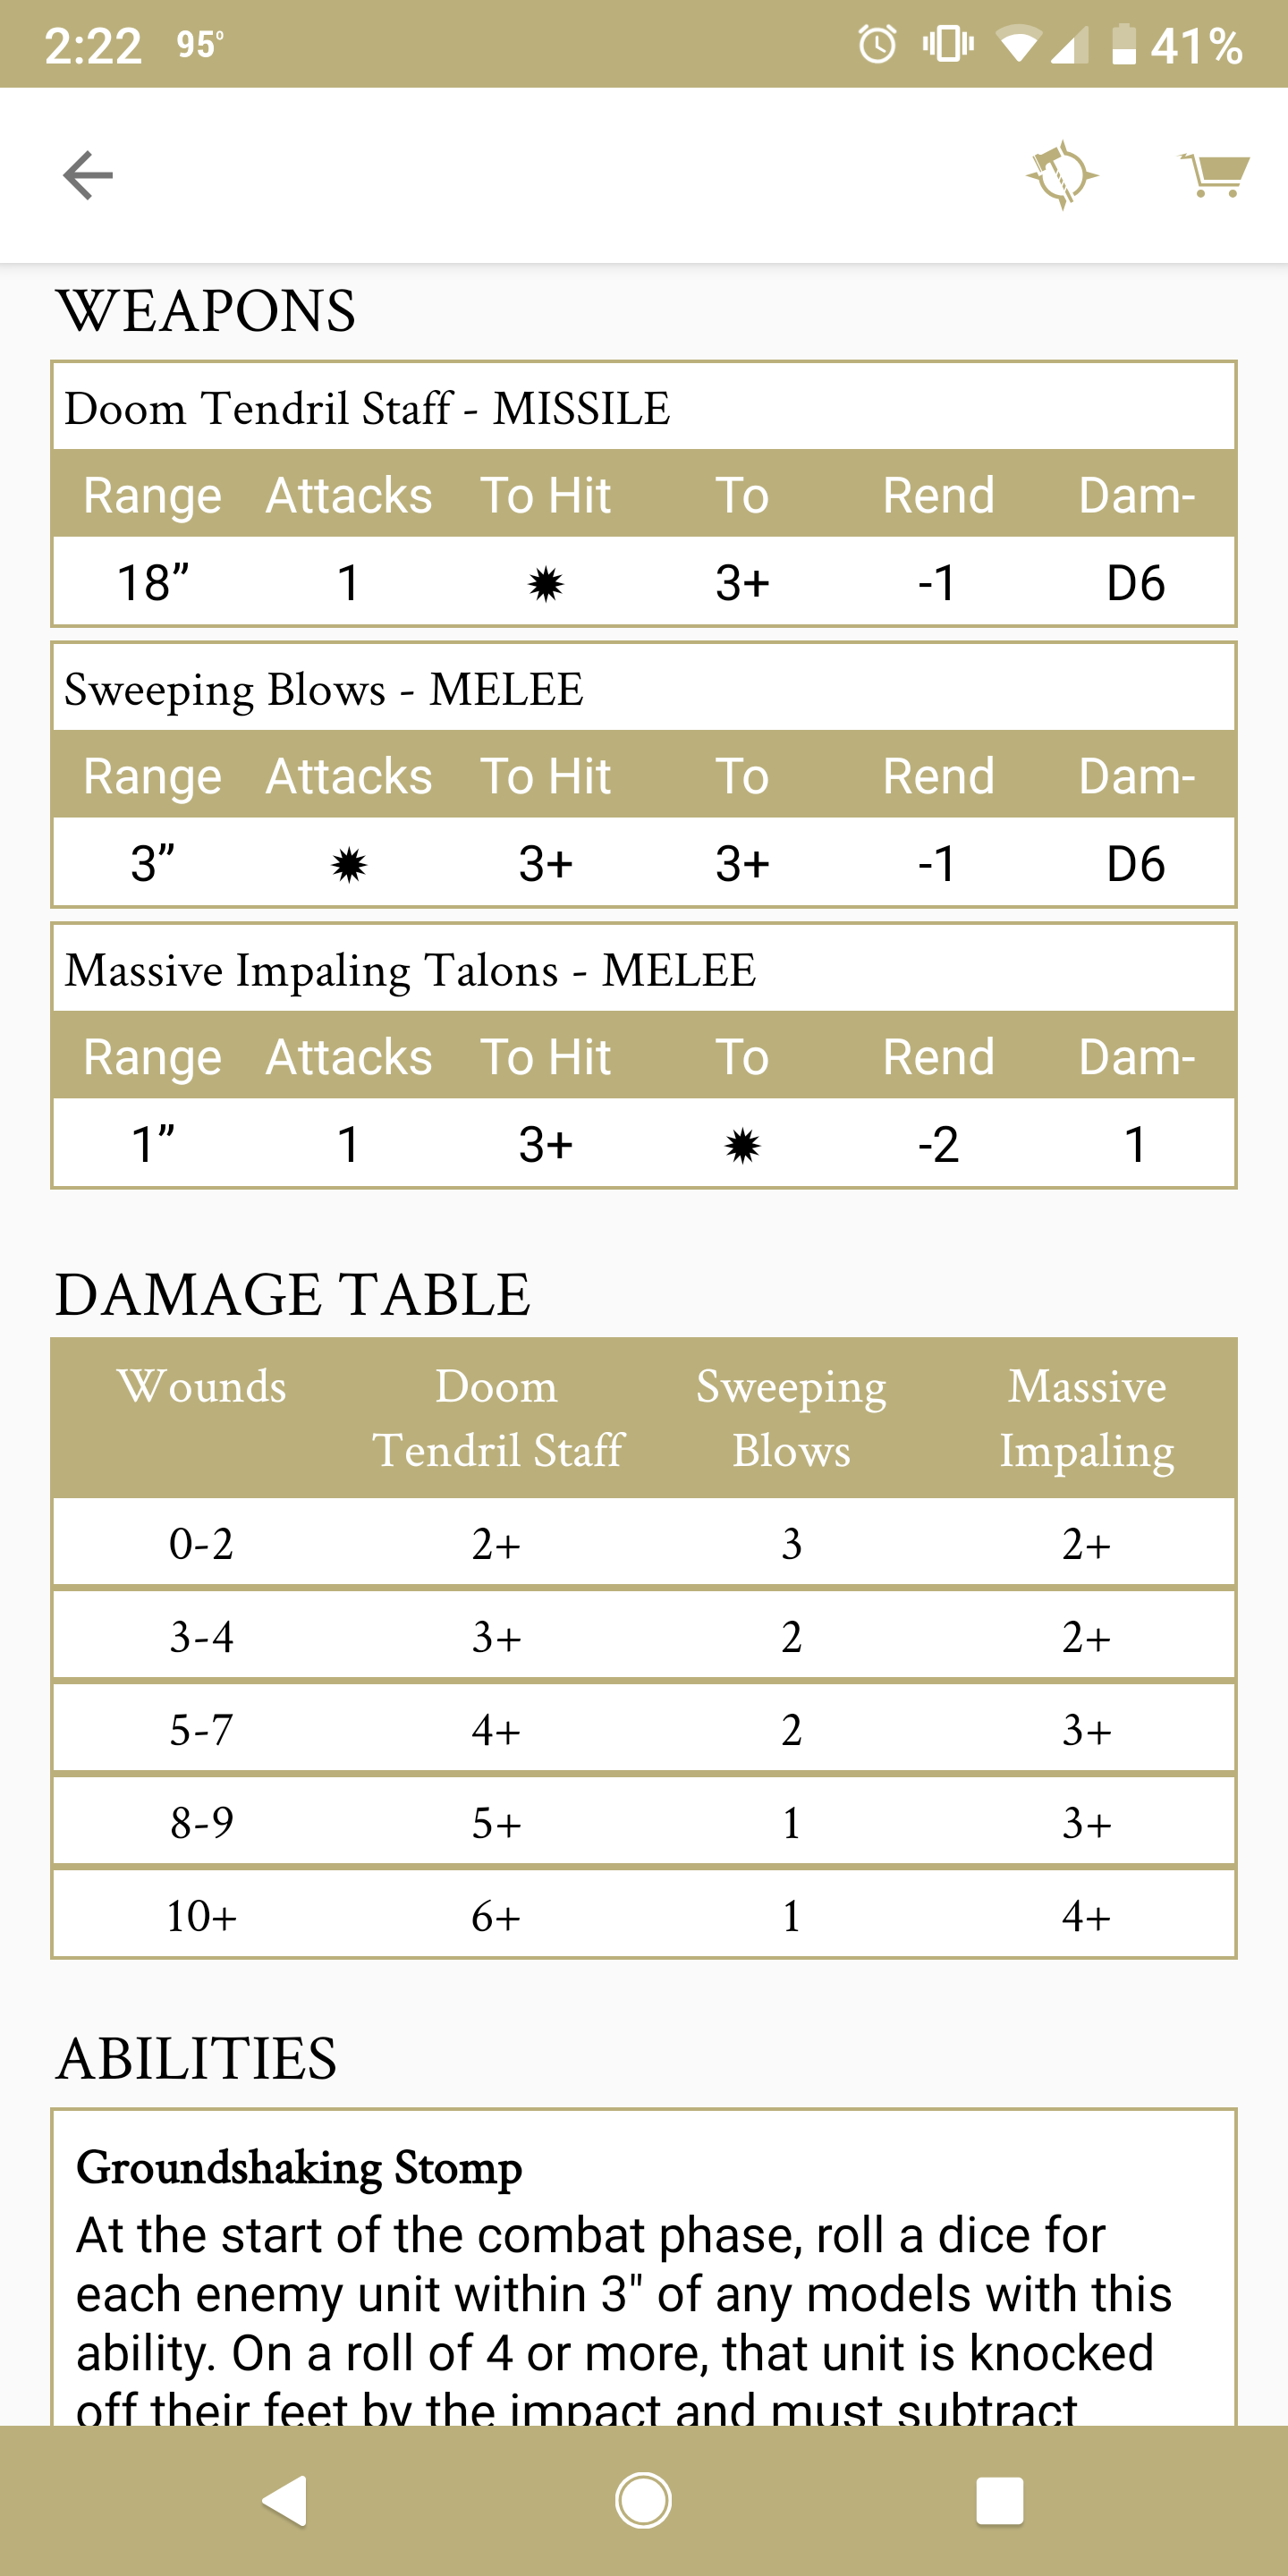 2:22 95° 41%
WEAPONS
Doom Tendril Staff - MISSILE
Range Attacks To Hit To Rend Dam-
18” 1 ✹ 3+ -1 D6
Sweeping Blows - MELEE
Range Attacks To Hit To Rend Dam-
3” ✹ 3+ 3+ -1 D6
Massive Impaling Talons - MELEE
Range Attacks To Hit To Rend Dam-
1” 1 3+ ✹ -2 1
DAMAGE TABLE
Wounds Doom Sweeping Massive
Tendril Staff Blows Impaling
0-2 2+ 3 2+
3-4 3+ 2 2+
5-7 4+ 2 3+
8-9 5+ 1 3+
10+ 6+ 1 4+
ABILITIES
Groundshaking Stomp
At the start of the combat phase, roll a dice for
each enemy unit within 3" of any models with this
ability. On a roll of 4 or more, that unit is knocked
off their feet by the impact and must subtract